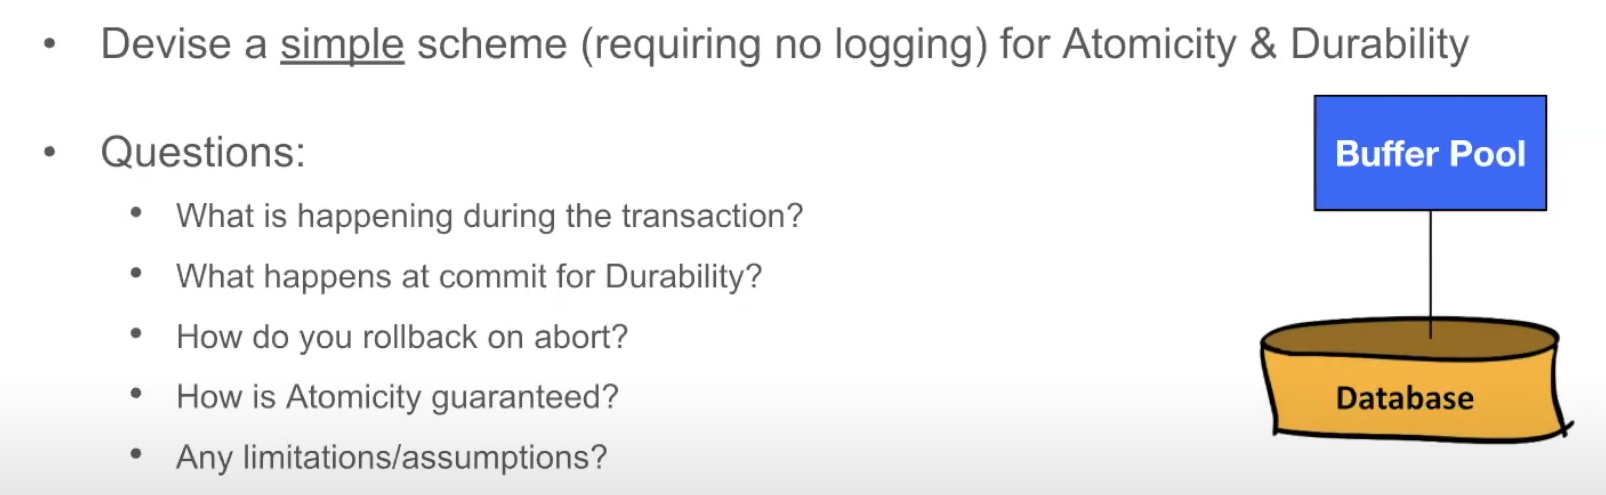 • Devise a simple scheme (requiring no logging) for Atomicity & Durability
• Questions:
• What is happening during the transaction?
• What happens at commit for Durability?
• How do you rollback on abort?
• How is Atomicity guaranteed?
• Any limitations/assumptions?
Buffer Pool
Database